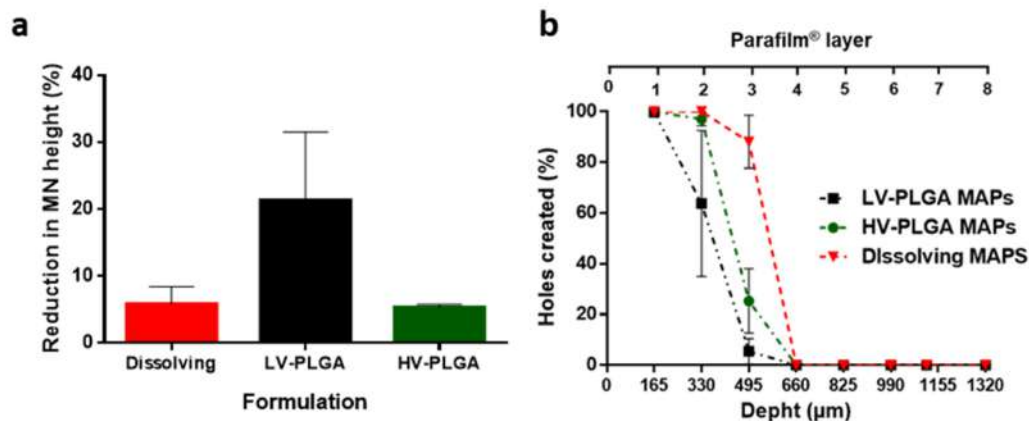 a
Reduction in MN height (%)
40
30
20
10
0
Dissolving LV-PLGA HV-PLGA
Formulation
b
Parafilm® layer
0 1 2 3 4 5 6 7 8
Holes created (%)
100
80
60
40
20
0
LV-PLGA MAPs
HV-PLGA MAPs
Dissolving MAPS
0 165 330 495 660 825 990 1155 1320
Depht (µm)